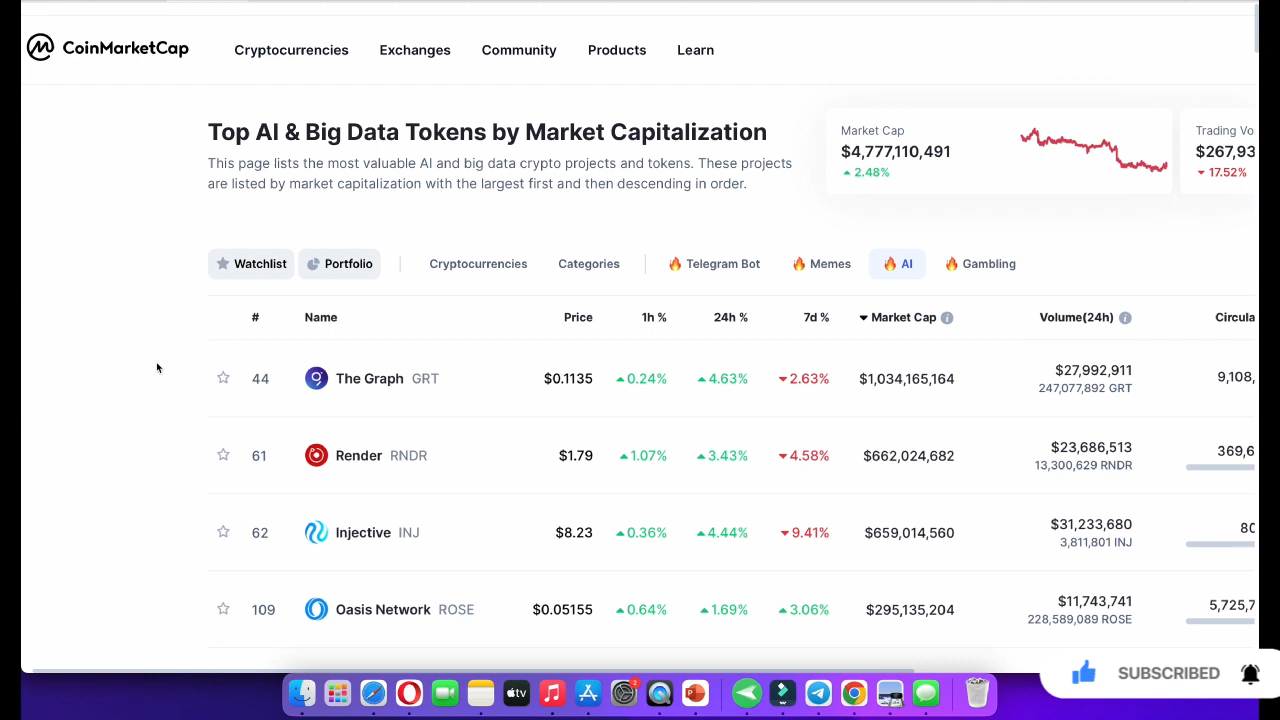 CoinMarketCap
Cryptocurrencies Exchanges Community Products Learn
Top AI & Big Data Tokens by Market Capitalization
This page lists the most valuable AI and big data crypto projects and tokens. These projects
are listed by market capitalization with the largest first and then descending in order.
Market Cap
$4,777,110,491
2.48%
Trading Vo
$267,93
17.52%
Watchlist Portfolio Cryptocurrencies Categories Telegram Bot Memes AI Gambling
# Name Price 1h % 24h % 7d % Market Cap Volume(24h) Circula
44 The Graph GRT $0.1135 0.24% 4.63% 2.63% $1,034,165,164 $27,992,911 9,108,
247,077,892 GRT
61 Render RNDR $1.79 1.07% 3.43% 4.58% $662,024,682 $23,686,513 369,6
13,300,629 RNDR
62 Injective INJ $8.23 0.36% 4.44% 9.41% $659,014,560 $31,233,680 80
3,811,801 INJ
109 Oasis Network ROSE $0.05155 0.64% 1.69% 3.06% $295,135,204 $11,743,741 5,725,7
228,589,089 ROSE
SUBSCRIBED
tv
2